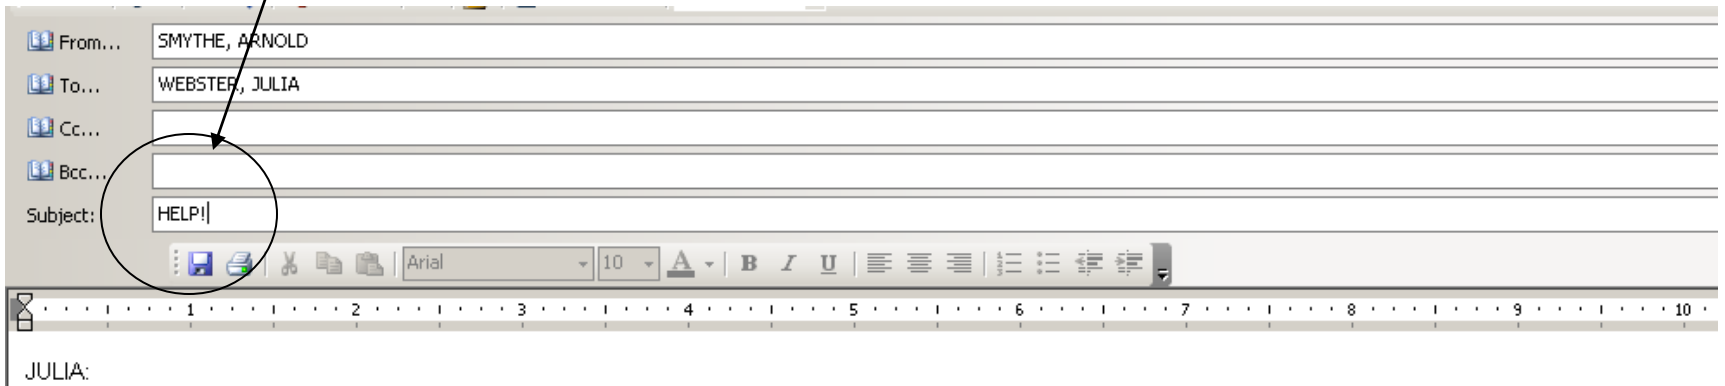 From... SMYTHE, ARNOLD
To... WEBSTER, JULIA
Cc...
Bcc...
Subject: HELP!
Arial 10 A B I U
1 2 3 4 5 6 7 8 9 10
JULIA: